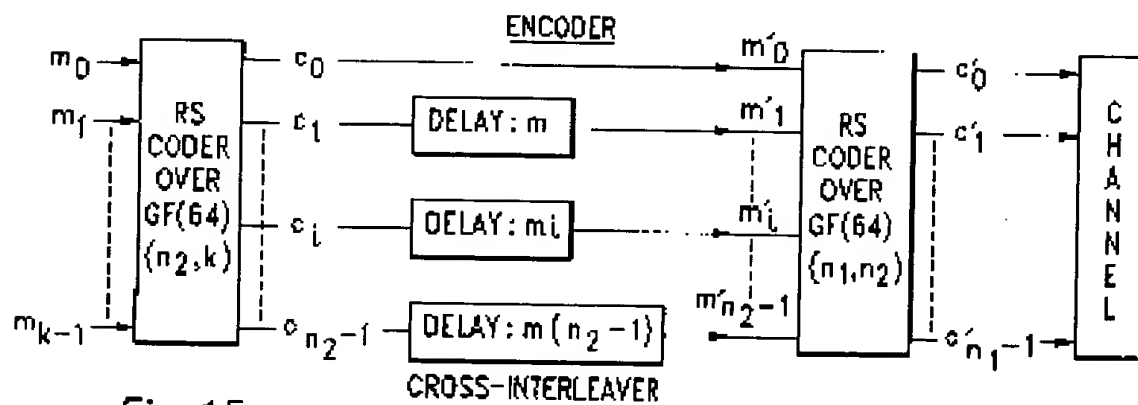 ENCODER
m0 c0 m'0 c'0
m1 c1 DELAY: m m'1 c'1
RS CODER OVER GF(64) {n2,k}
RS CODER OVER GF(64) {n1,n2}
CHANNEL
ci DELAY: mi m'i
mk-1 cn2-1 DELAY: m(n2-1) m'n2-1 c'n1-1
CROSS-INTERLEAVER